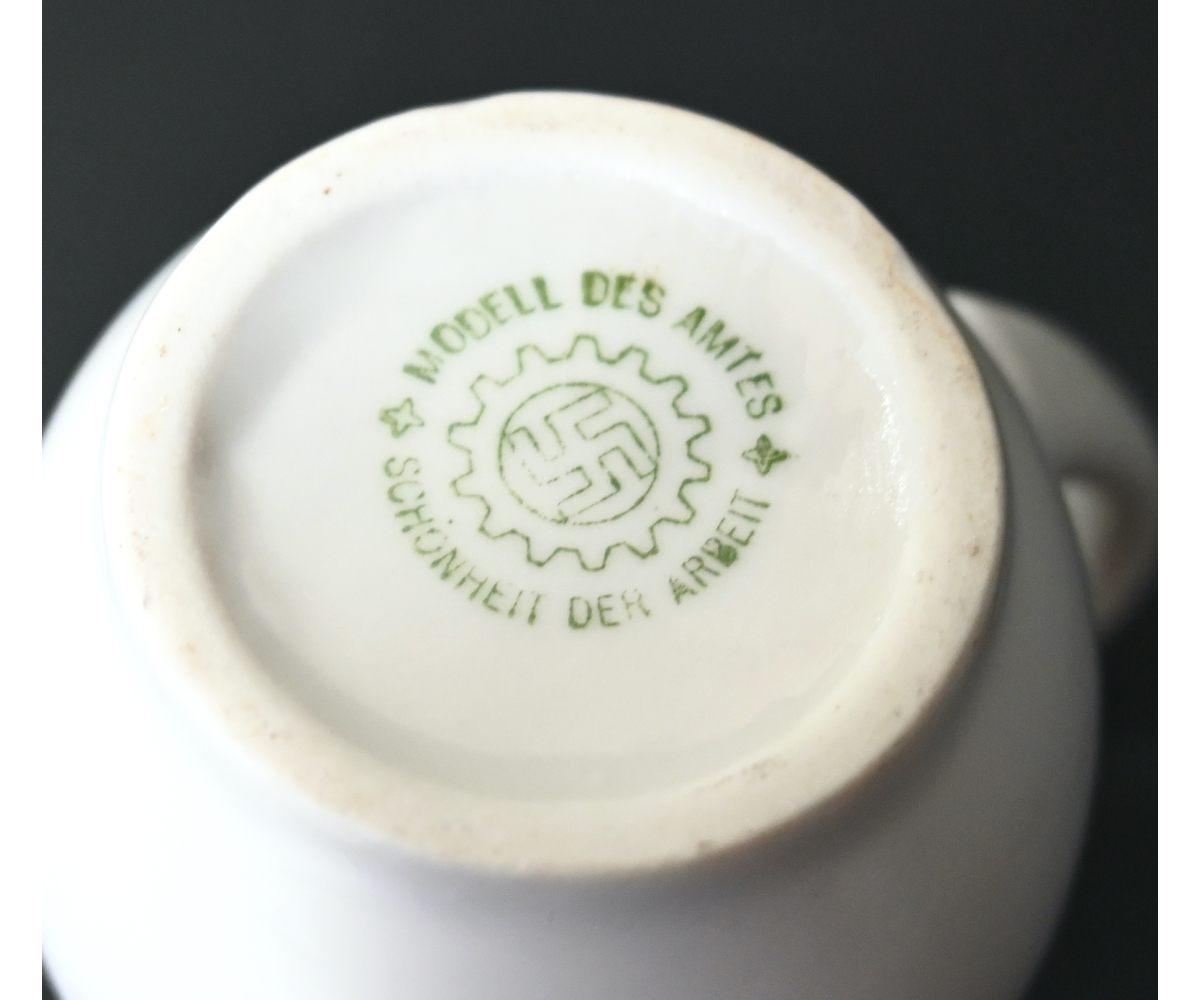 MODELL DES AMTES
SCHÖNHEIT DER ARBEIT